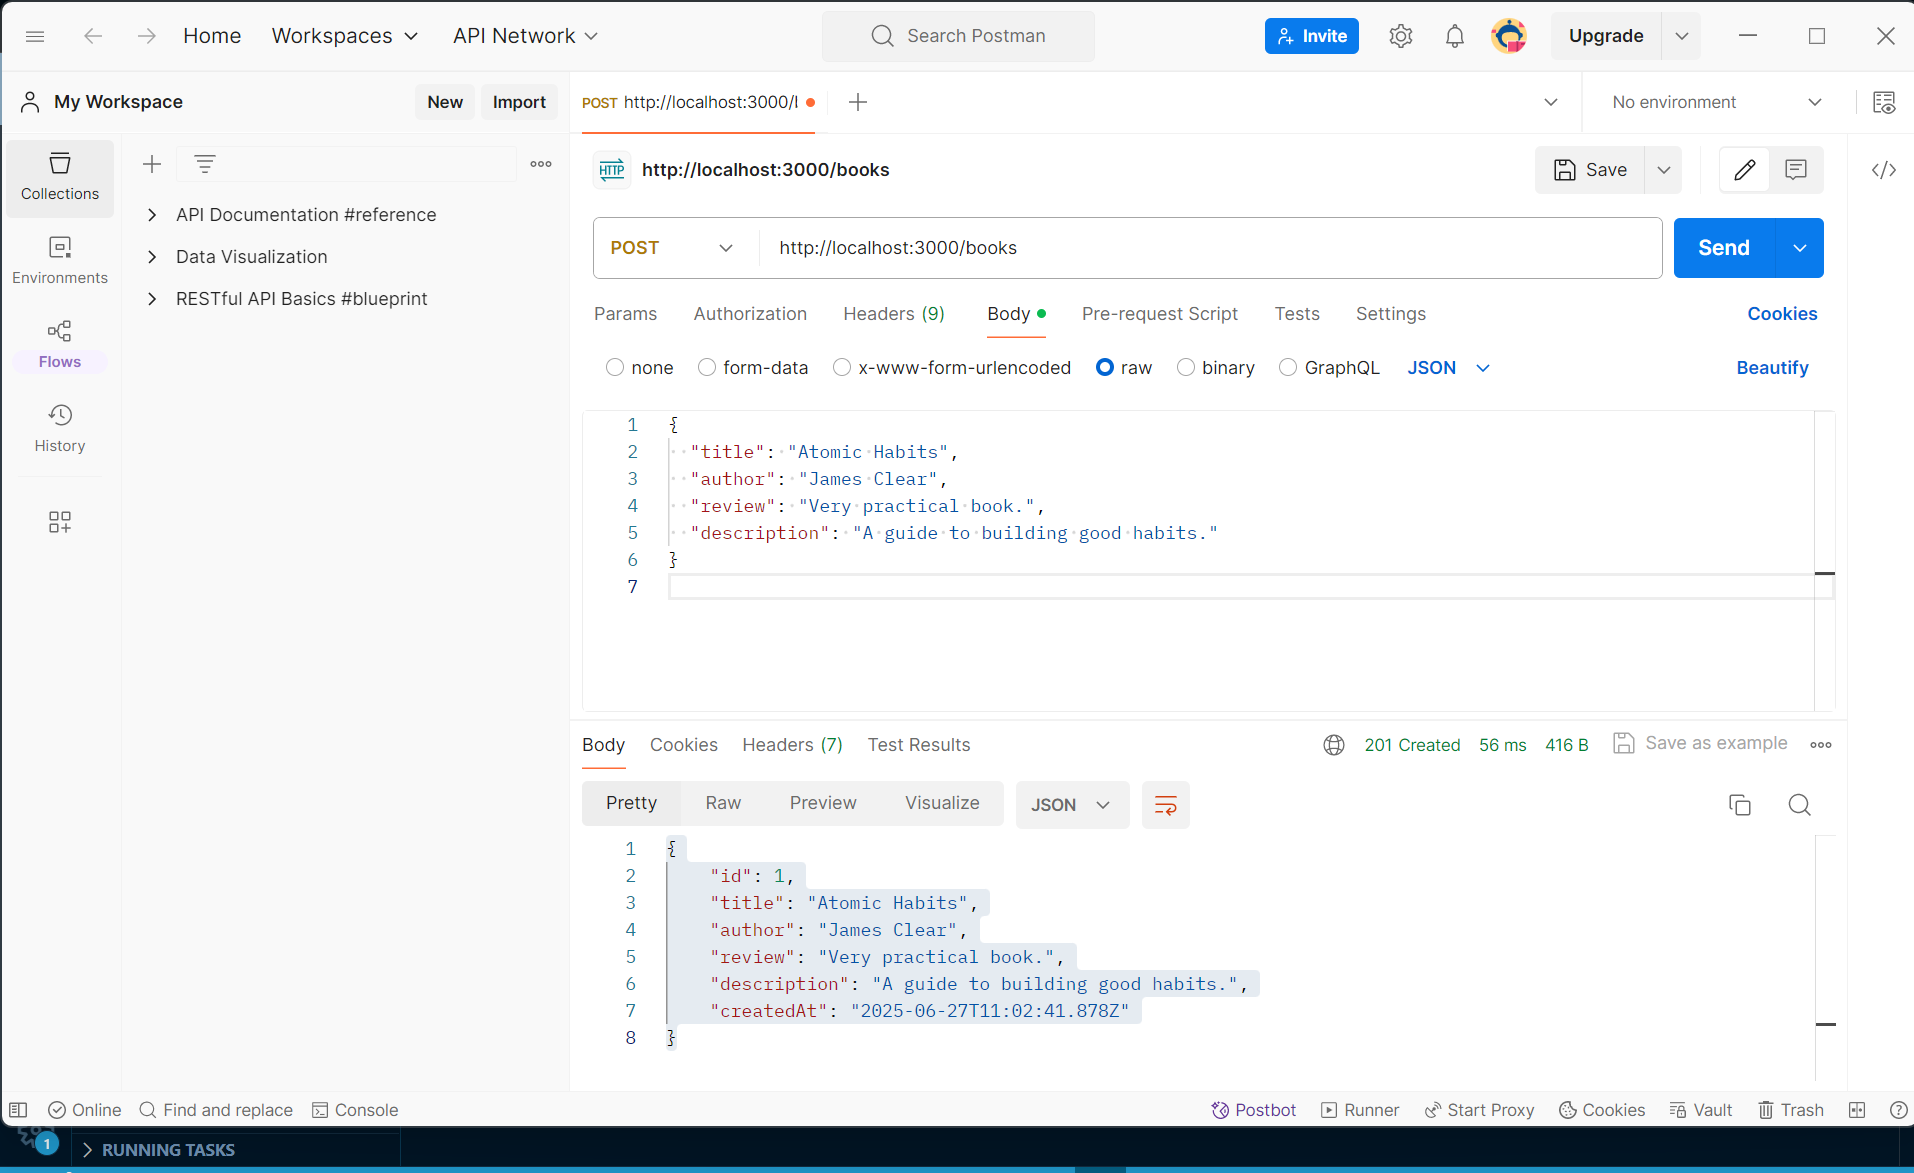 Home Workspaces API Network Search Postman Invite Upgrade
My Workspace New Import POST http://localhost:3000/l No environment
Collections
Environments
Flows
History
API Documentation #reference
Data Visualization
RESTful API Basics #blueprint
HTTP http://localhost:3000/books Save
POST http://localhost:3000/books Send
Params Authorization Headers (9) Body Pre-request Script Tests Settings Cookies
none form-data x-www-form-urlencoded raw binary GraphQL JSON Beautify
1 {
2 "title": "Atomic Habits",
3 "author": "James Clear",
4 "review": "Very practical book.",
5 "description": "A guide to building good habits."
6 }
7
Body Cookies Headers (7) Test Results 201 Created 56 ms 416 B Save as example
Pretty Raw Preview Visualize JSON
1 {
2 "id": 1,
3 "title": "Atomic Habits",
4 "author": "James Clear",
5 "review": "Very practical book.",
6 "description": "A guide to building good habits.",
7 "createdAt": "2025-06-27T11:02:41.878Z"
8 }
Online Find and replace Console Postbot Runner Start Proxy Cookies Vault Trash
1 RUNNING TASKS